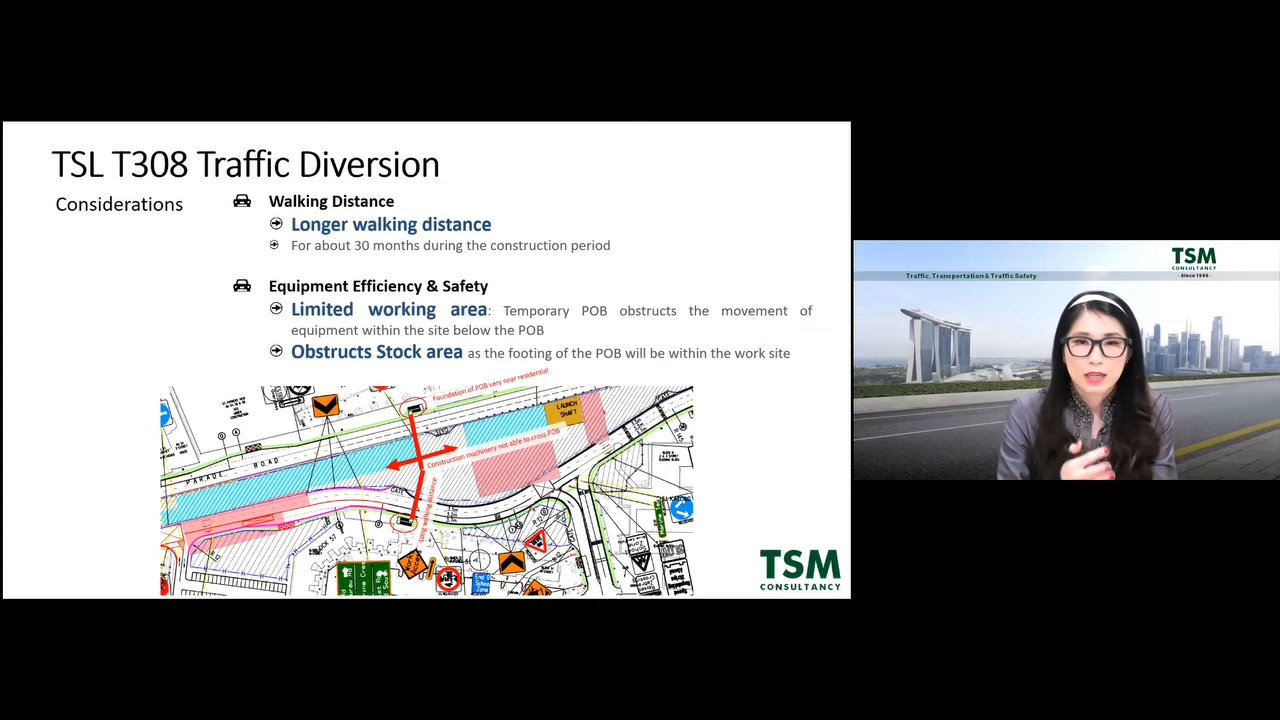 TSL T308 Traffic Diversion
Considerations
Walking Distance
Longer walking distance
For about 30 months during the construction period
Equipment Efficiency & Safety
Limited working area: Temporary POB obstructs the movement of
equipment within the site below the POB
Obstructs Stock area as the footing of the POB will be within the work site
Foundation of POB very near residential
LAUNCH
SHAFT
Construction machinery not able to cross POB
PARADE ROAD
GATE
Long walking distance
TSM
CONSULTANCY
TSM
CONSULTANCY
- Since 1998 -
Traffic, Transportation & Traffic Safety